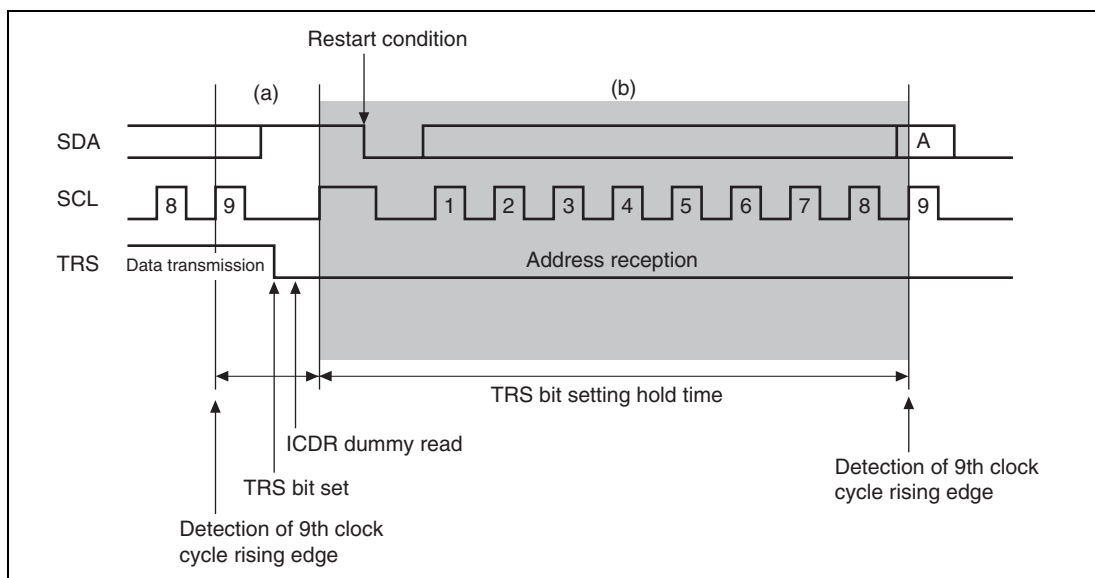 Restart condition
(a)
(b)
SDA
A
SCL
8
9
1
2
3
4
5
6
7
8
9
TRS
Data transmission
Address reception
TRS bit setting hold time
ICDR dummy read
TRS bit set
Detection of 9th clock
cycle rising edge
Detection of 9th clock
cycle rising edge